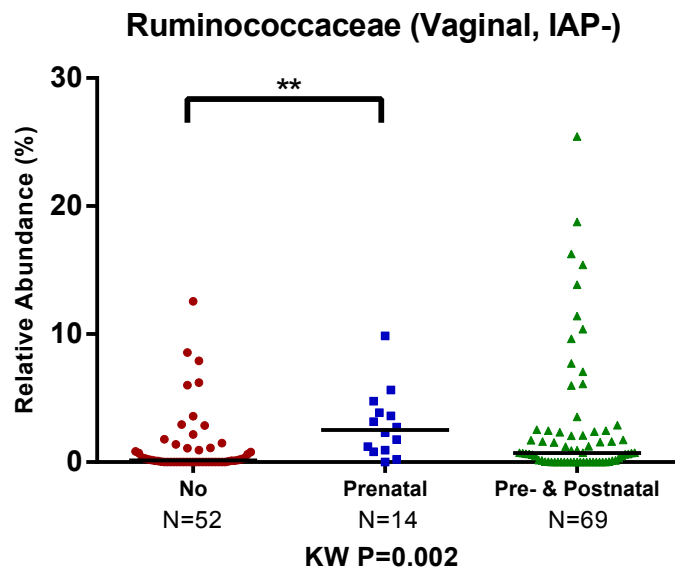 Ruminococcaceae (Vaginal, IAP-)
Relative Abundance (%)
30
20
10
0
**
No
Prenatal
Pre- & Postnatal
N=52
N=14
N=69
KW P=0.002